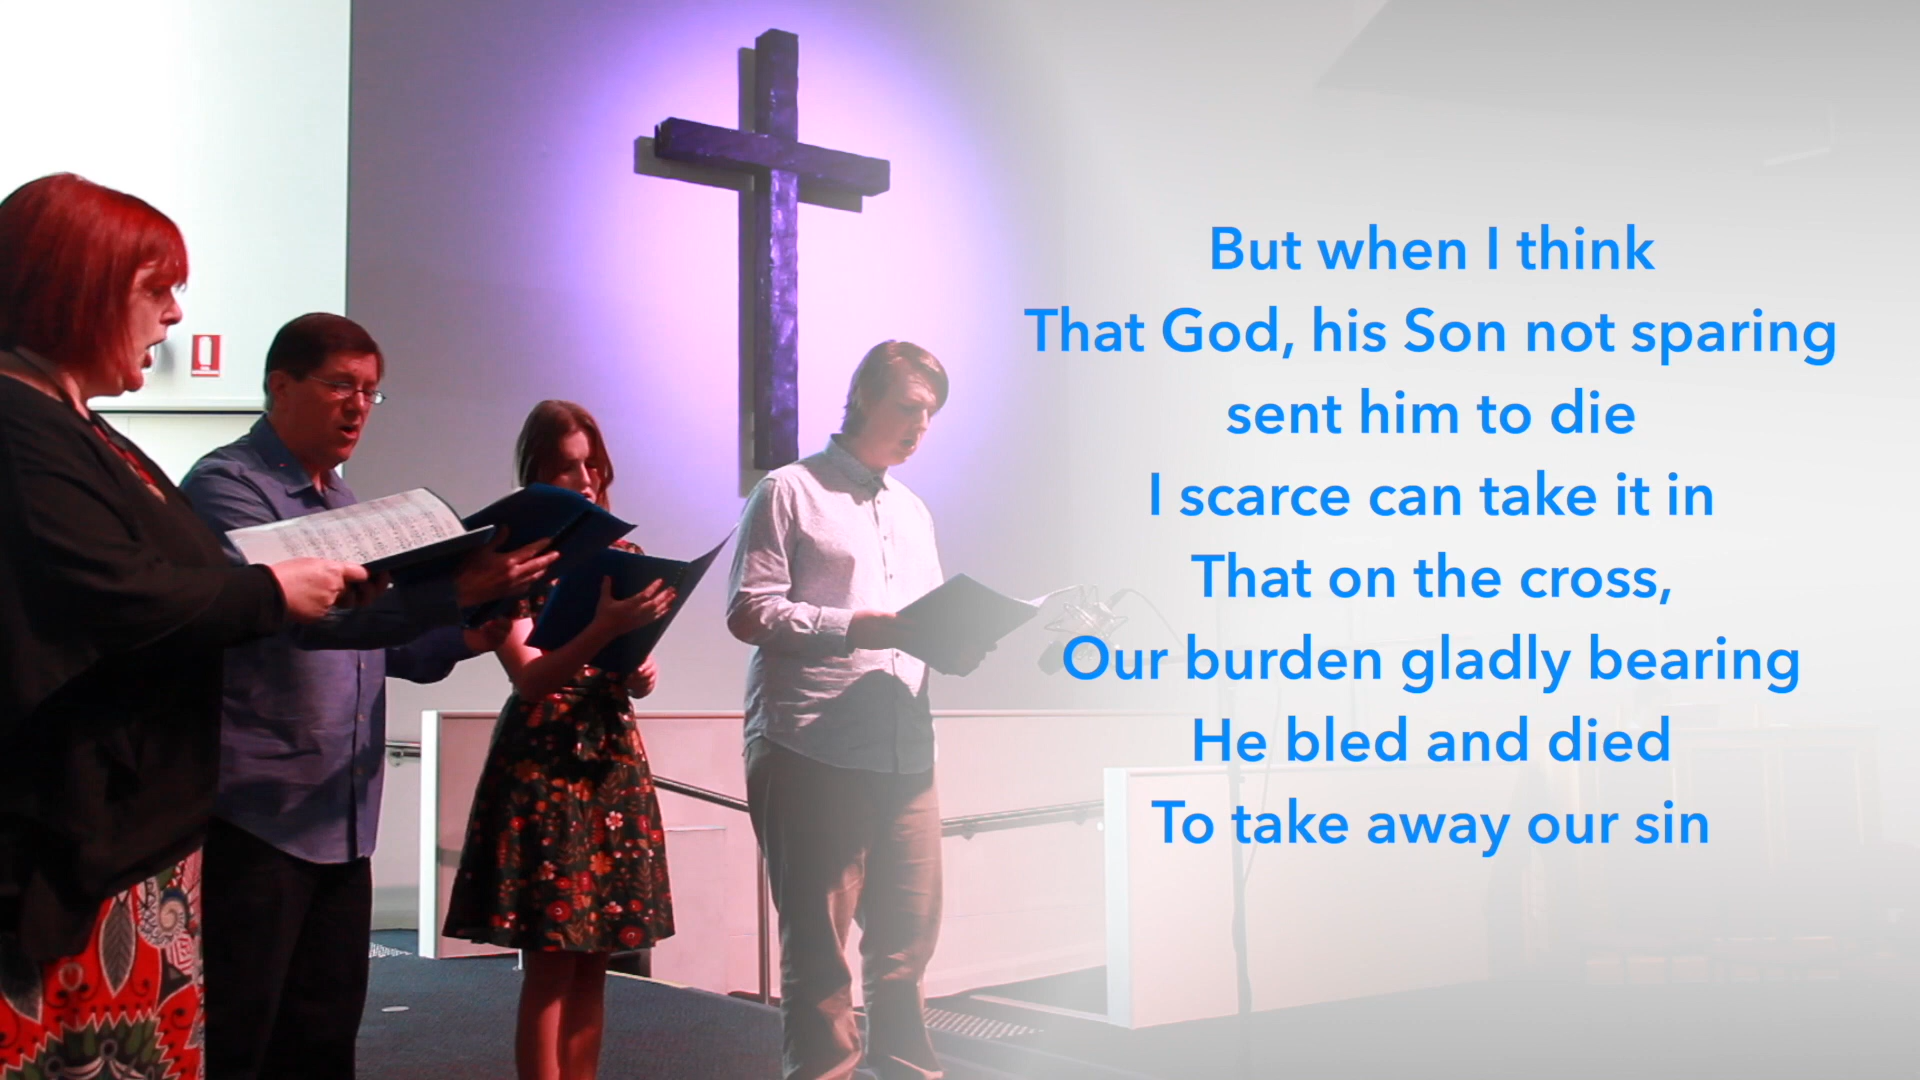 But when I think
That God, his Son not sparing
sent him to die
I scarce can take it in
That on the cross,
Our burden gladly bearing
He bled and died
To take away our sin